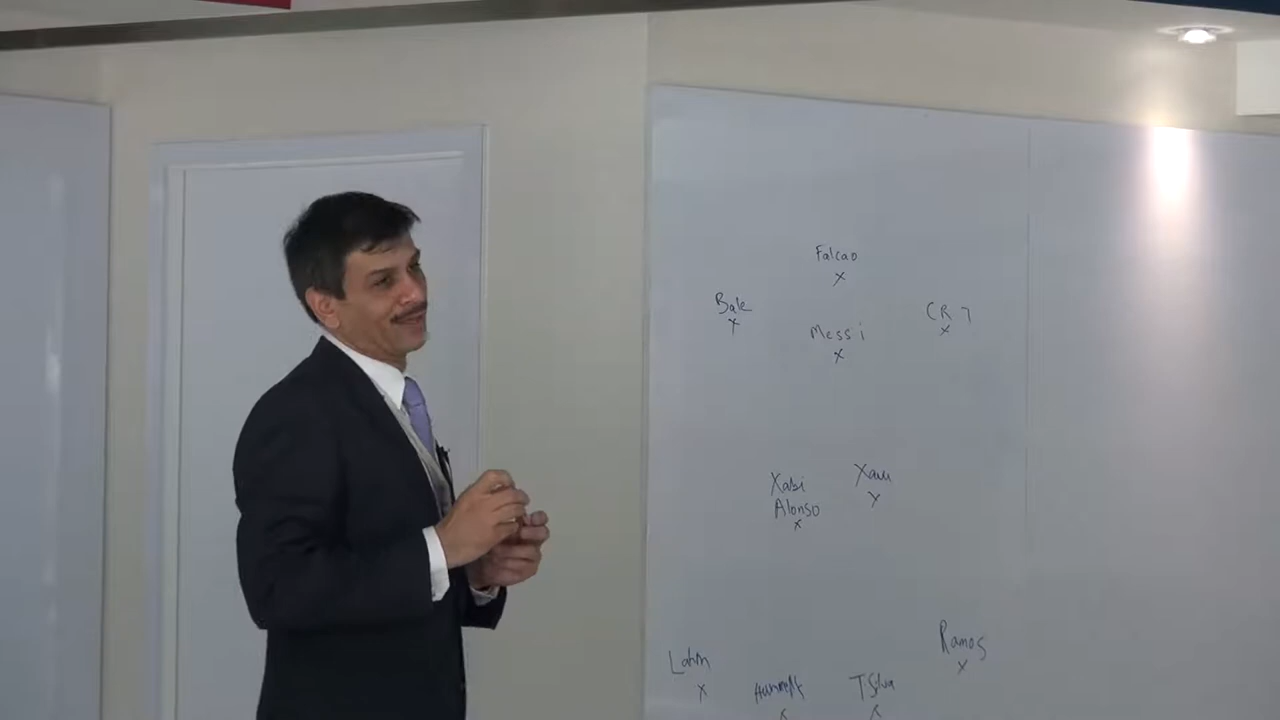 Falcao
Bale
CR 7
Messi
Xabi
Alonso
Xavi
Ramos
Lahm
T Silva